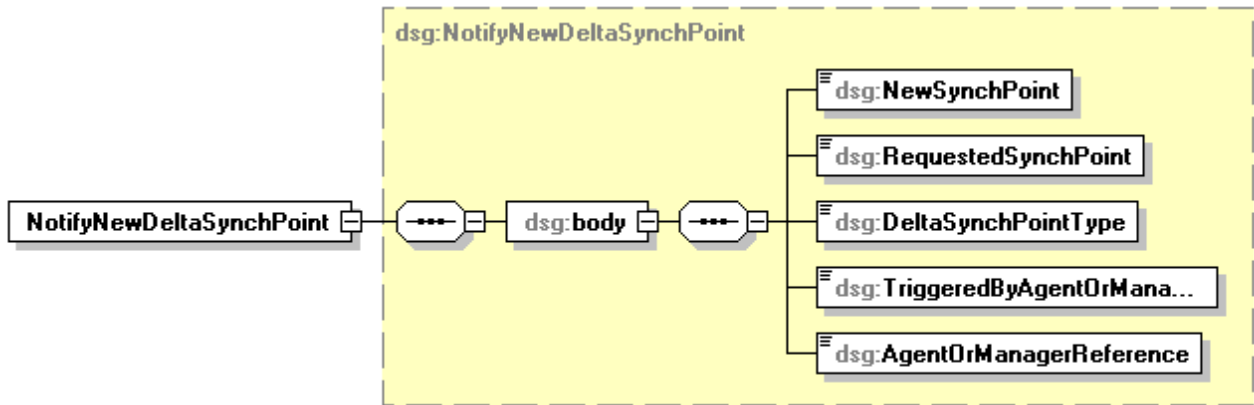 dsg:NotifyNewDeltaSynchPoint
dsg:NewSynchPoint
dsg:RequestedSynchPoint
NotifyNewDeltaSynchPoint
dsg:body
dsg:DeltaSynchPointType
dsg:TriggeredByAgentOrMana...
dsg:AgentOrManagerReference